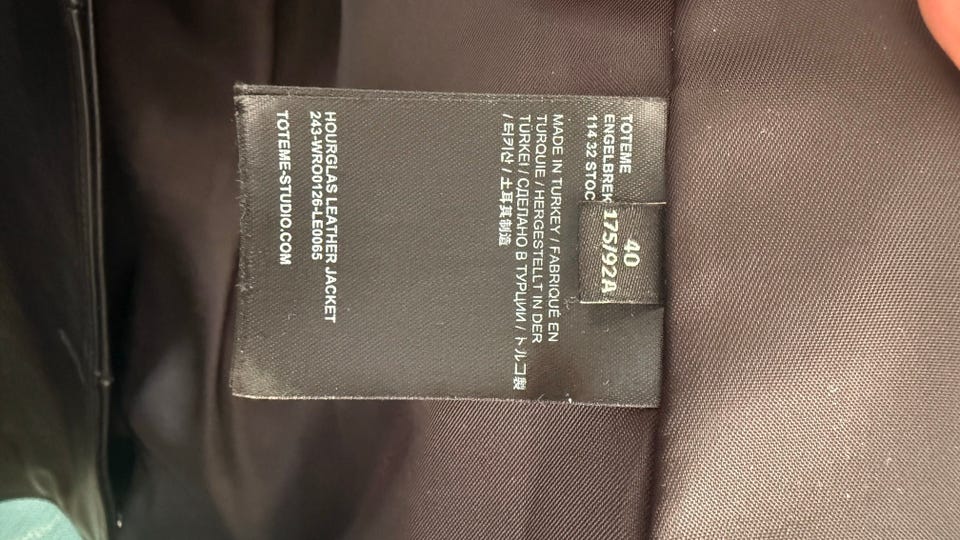 TOTEME
ENGELBREK
114 32 STOC
40
175/92A
MADE IN TURKEY / FABRIQUÉ EN
TURQUIE / HERGESTELLT IN DER
TÜRKEI / СДЕЛАНО В ТУРЦИИ / トルコ製
/ 터키산 / 土耳其制造
HOURGLAS LEATHER JACKET
243-WRO0126-LE0065
TOTEME-STUDIO.COM